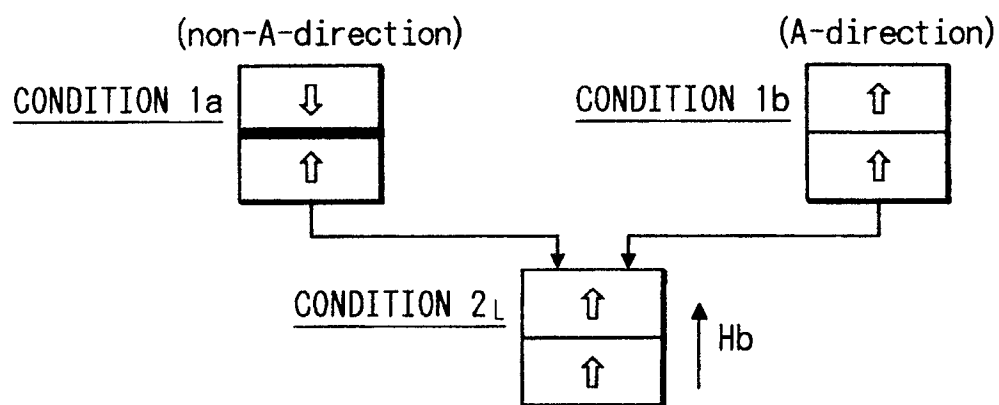 (non-A-direction)
(A-direction)
CONDITION 1a
CONDITION 1b
CONDITION 2L
Hb